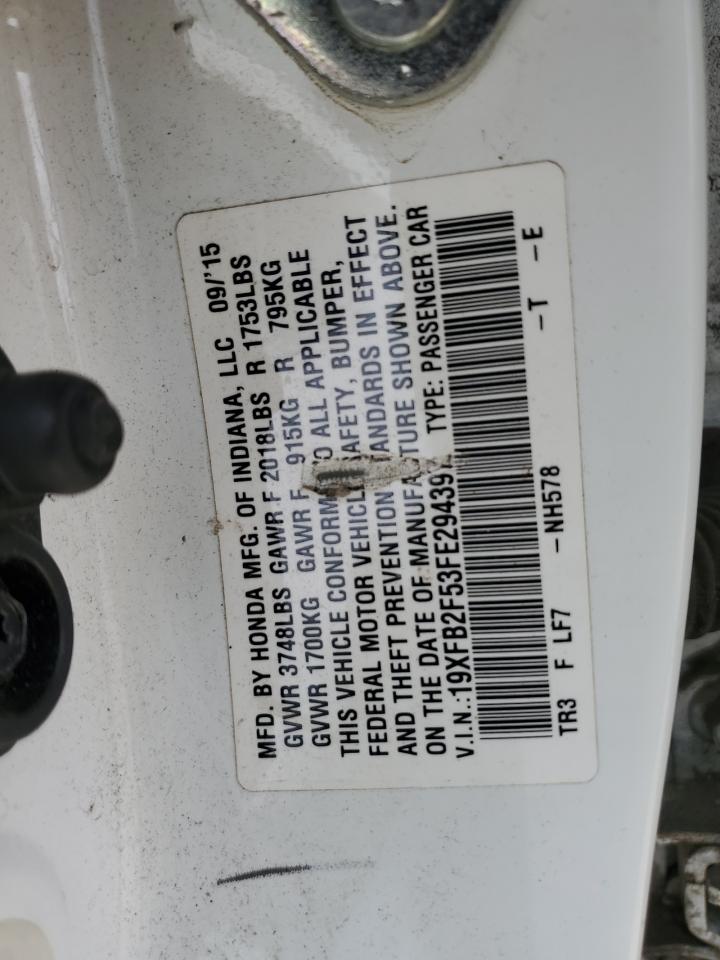 MFD. BY HONDA MFG. OF INDIANA, LLC 09/'15
GVWR 3748LBS GAWR F 2018LBS R 1753LBS
GVWR 1700KG GAWR F 915KG R 795KG
THIS VEHICLE CONFORM O ALL APPLICABLE
FEDERAL MOTOR VEHICL AFETY, BUMPER,
AND THEFT PREVENTION ANDARDS IN EFFECT
ON THE DATE OF MANUFA TURE SHOWN ABOVE.
V.I.N.:19XFB2F53FE29439 TYPE: PASSENGER CAR
TR3 F LF7 - NH578 -T -E